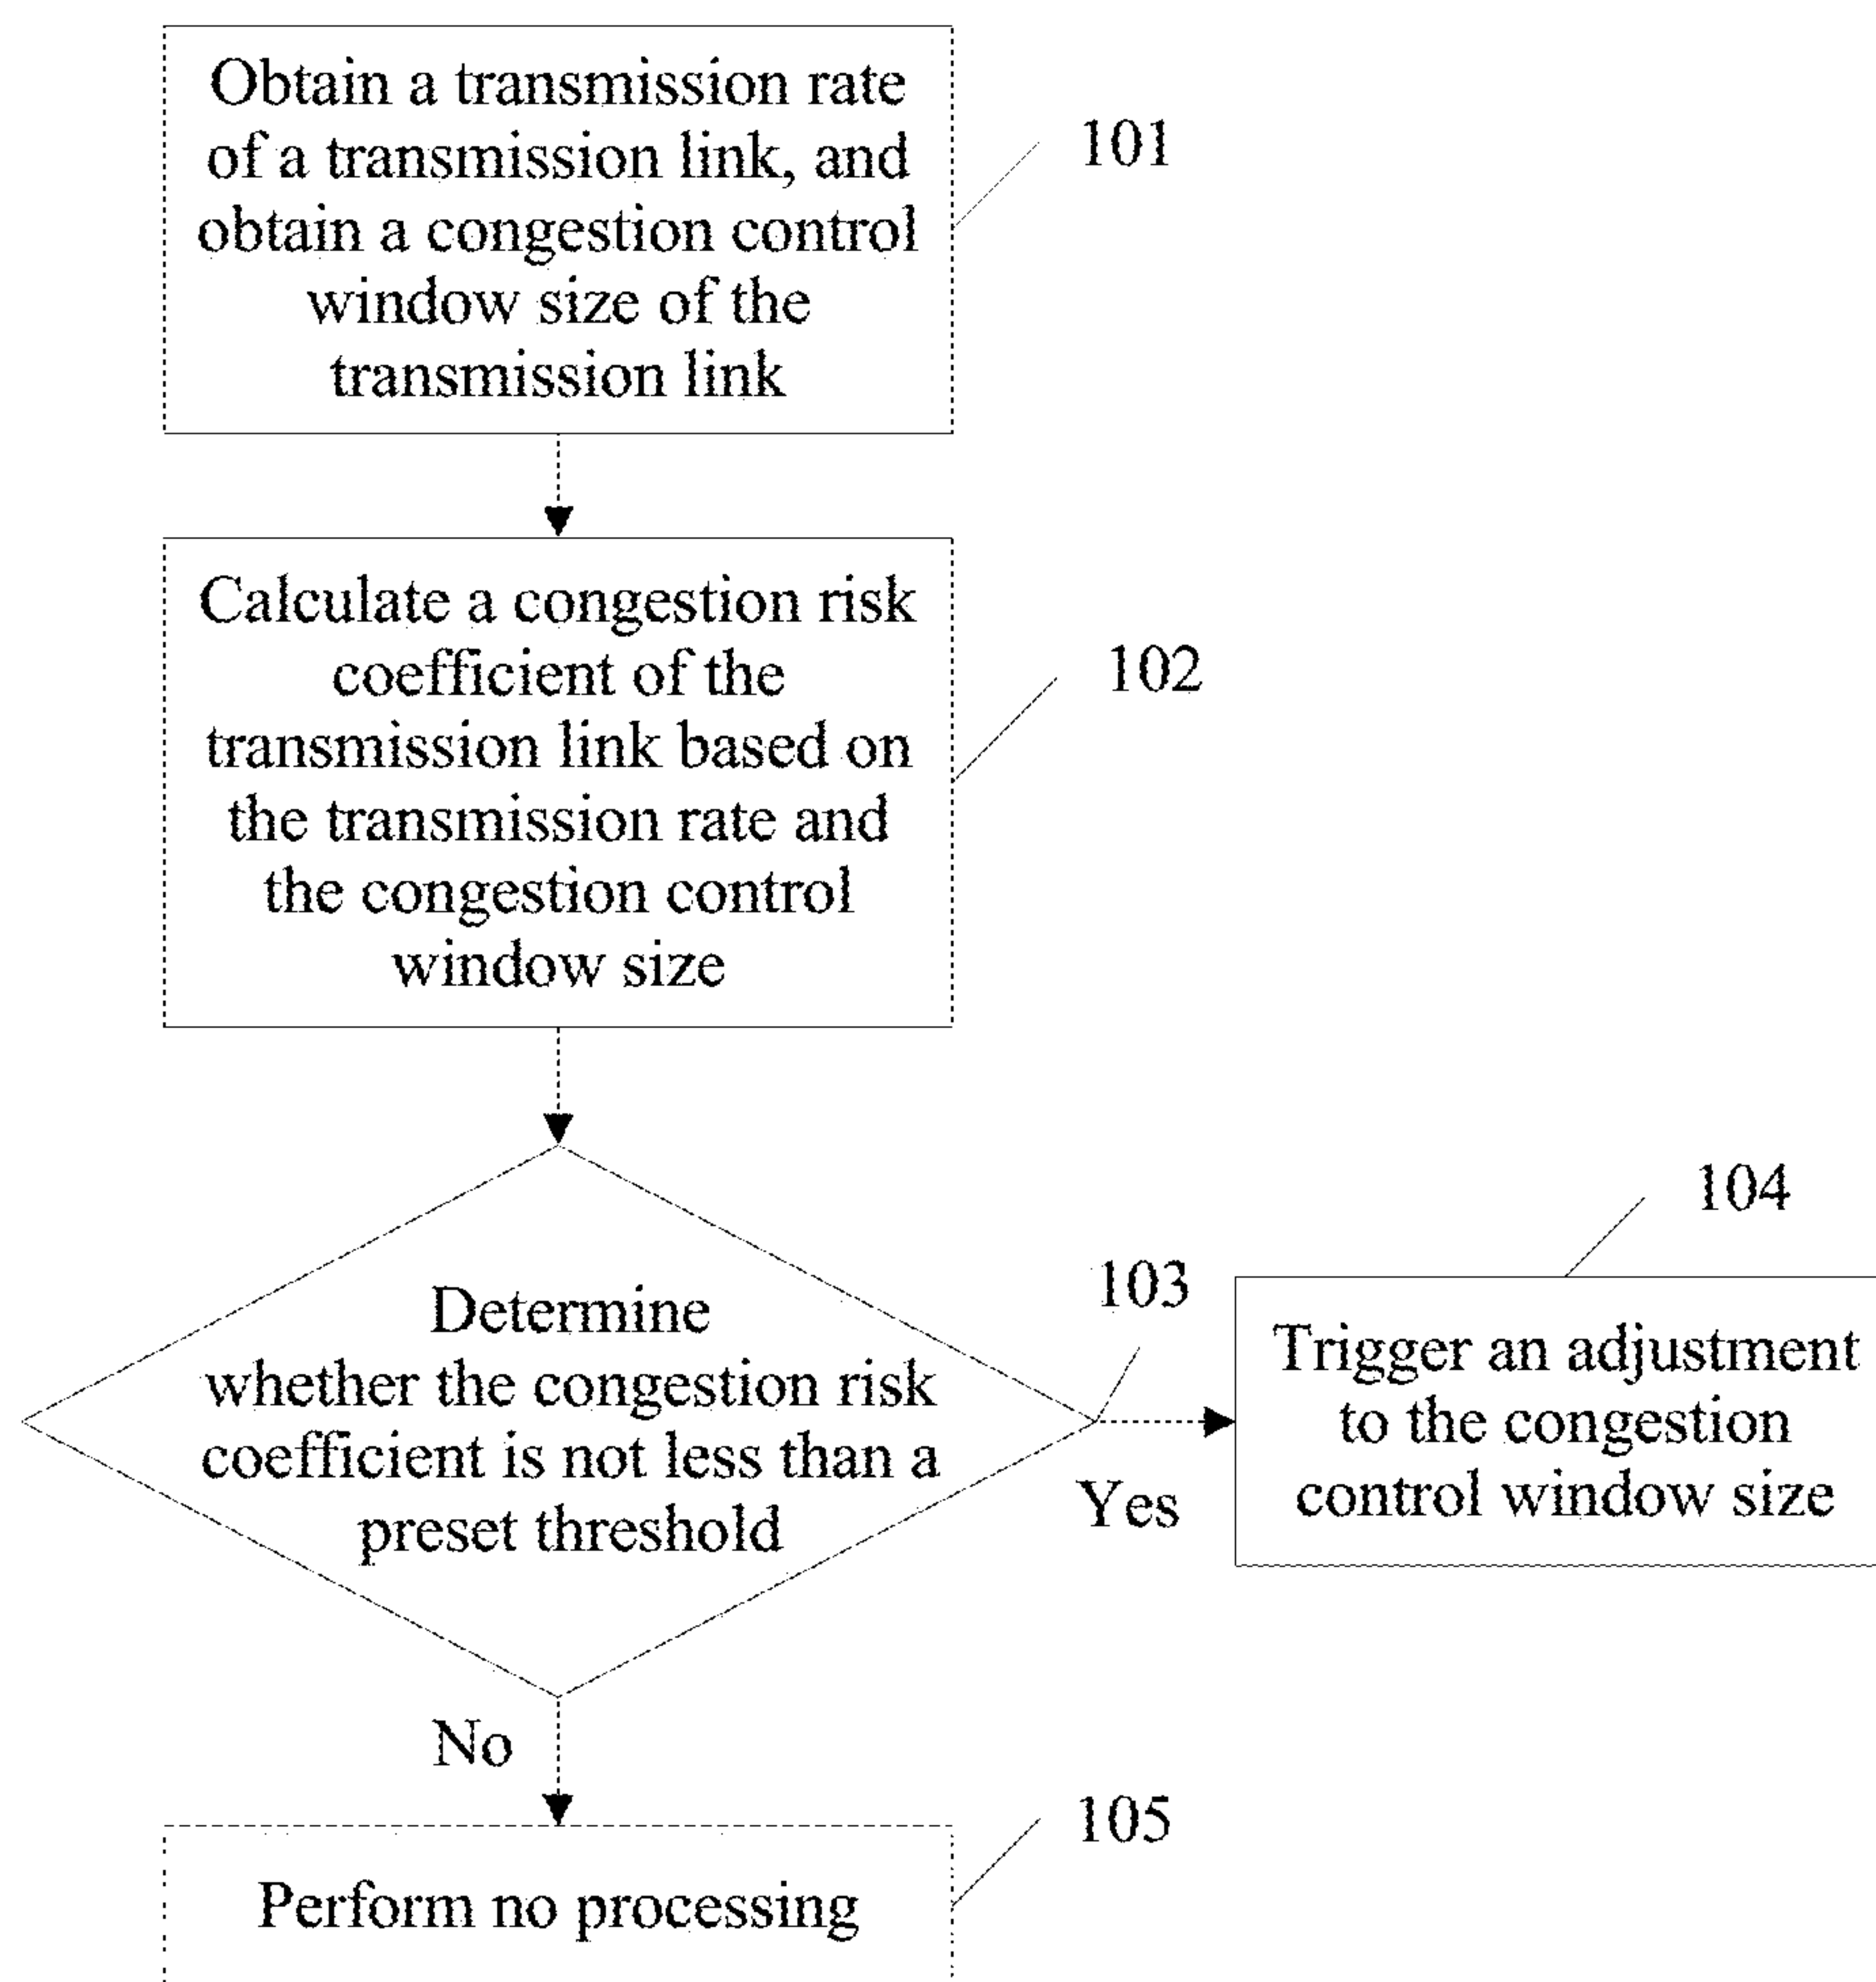 Obtain a transmission rate
of a transmission link, and
obtain a congestion control
window size of the
transmission link
101
Calculate a congestion risk
coefficient of the
transmission link based on
the transmission rate and
the congestion control
window size
102
Determine
whether the congestion risk
coefficient is not less than a
preset threshold
103
Yes
104
Trigger an adjustment
to the congestion
control window size
No
105
Perform no processing